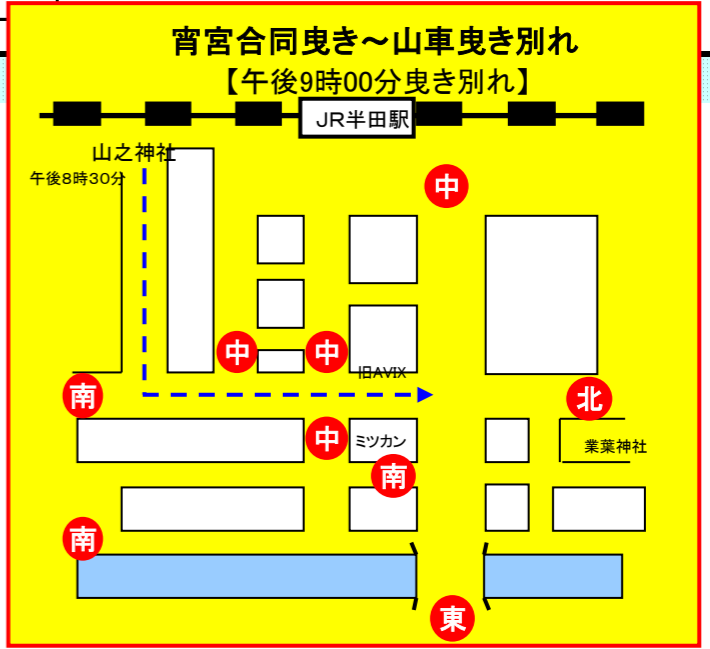 宵宮合同曳き～山車曳き別れ
【午後9時00分曳き別れ】
JR半田駅
山之神社
午後8時30分
中
中
中
旧AVIX
南
北
中
ミツカン
業葉神社
南
南
東